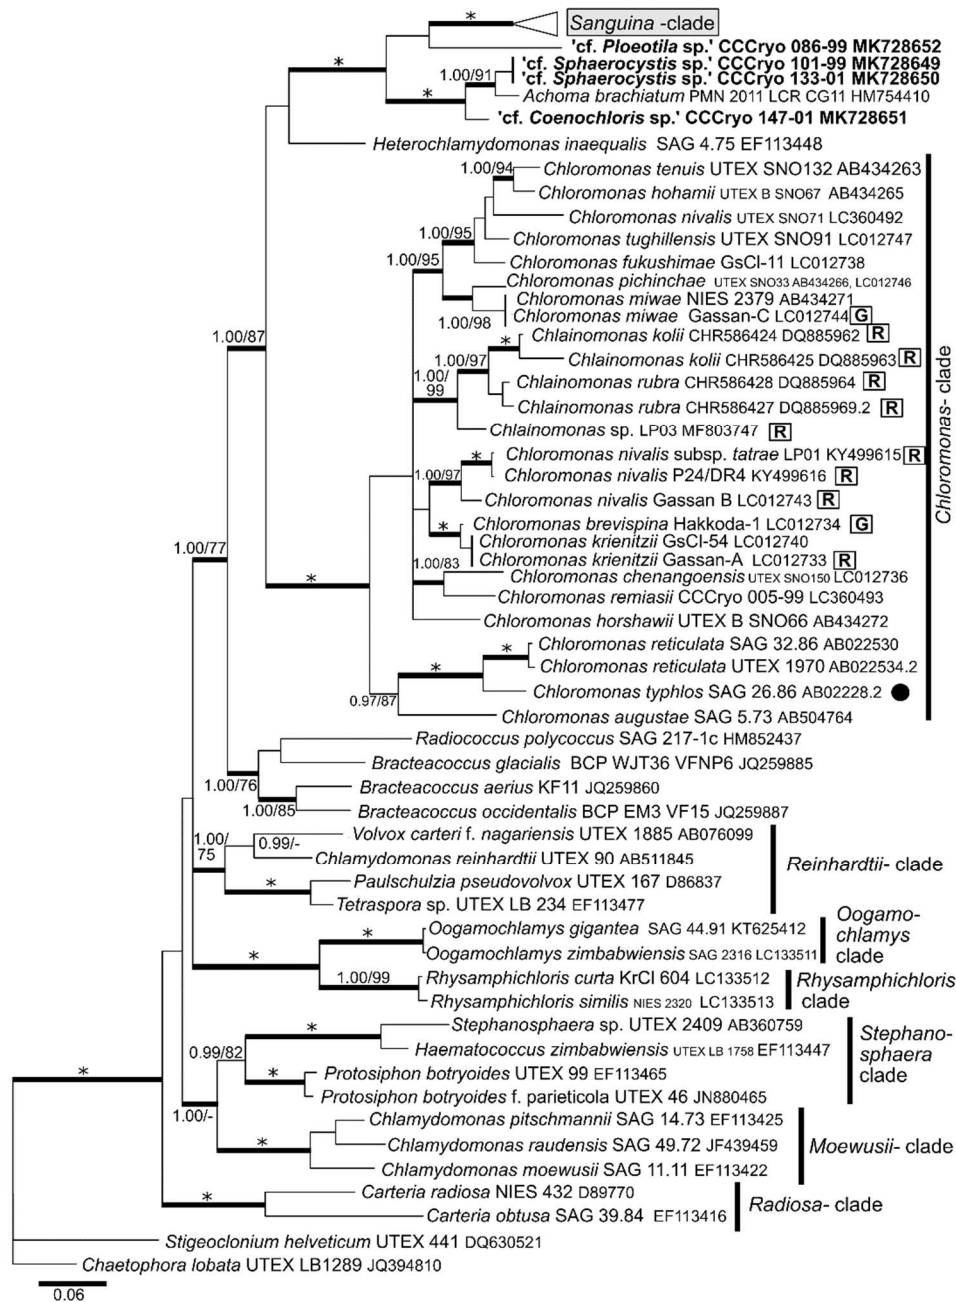 *
Sanguina -clade
'cf. Ploeotila sp.' CCCryo 086-99 MK728652
*
'cf. Sphaerocystis sp.' CCCryo 101-99 MK728649
1.00/91
'cf. Sphaerocystis sp.' CCCryo 133-01 MK728650
*
Achoma brachiatum PMN 2011 LCR CG11 HM754410
'cf. Coenochloris sp.' CCCryo 147-01 MK728651
Heterochlamydomonas inaequalis SAG 4.75 EF113448
1.00/94
Chloromonas tenuis UTEX SNO132 AB434263
Chloromonas hohamii UTEX B SNO67 AB434265
Chloromonas nivalis UTEX SNO71 LC360492
1.00/95
Chloromonas tughillensis UTEX SNO91 LC012747
1.00/95
Chloromonas fukushimae GsCl-11 LC012738
Chloromonas pichinchae UTEX SNO33 AB434266, LC012746
Chloromonas miwae NIES 2379 AB434271
1.00/98
Chloromonas miwae Gassan-C LC012744 G
1.00/87
*
Chlainomonas kolii CHR586424 DQ885962 R
1.00/97
Chlainomonas kolii CHR586425 DQ885963 R
1.00/
99
Chlainomonas rubra CHR586428 DQ885964 R
Chlainomonas rubra CHR586427 DQ885969.2 R
Chlainomonas sp. LP03 MF803747 R
*
Chloromonas nivalis subsp. tatrae LP01 KY499615 R
1.00/97
Chloromonas nivalis P24/DR4 KY499616 R
Chloromonas nivalis Gassan B LC012743 R
*
Chloromonas brevispina Hakkoda-1 LC012734 G
Chloromonas krienitzii GsCl-54 LC012740
1.00/77
Chloromonas krienitzii Gassan-A LC012733 R
1.00/83
Chloromonas chenangoensis UTEX SNO150 LC012736
*
Chloromonas remiasii CCCryo 005-99 LC360493
Chloromonas horshawii UTEX B SNO66 AB434272
*
Chloromonas reticulata SAG 32.86 AB022530
*
Chloromonas reticulata UTEX 1970 AB022534.2
Chloromonas typhlos SAG 26.86 AB02228.2
0.97/87
Chloromonas augustae SAG 5.73 AB504764
Chloromonas- clade
Radiococcus polycoccus SAG 217-1c HM852437
Bracteacoccus glacialis BCP WJT36 VFNP6 JQ259885
1.00/76
Bracteacoccus aerius KF11 JQ259860
1.00/85
Bracteacoccus occidentalis BCP EM3 VF15 JQ259887
Volvox carteri f. nagariensis UTEX 1885 AB076099
1.00/
75
0.99/-
Chlamydomonas reinhardtii UTEX 90 AB511845
*
Paulschulzia pseudovolvox UTEX 167 D86837
Tetraspora sp. UTEX LB 234 EF113477
Reinhardtii- clade
*
Oogamochlamys gigantea SAG 44.91 KT625412
*
Oogamochlamys zimbabwiensis SAG 2316 LC133511
Oogamo-
chlamys
clade
1.00/99
Rhysamphichloris curta KrCl 604 LC133512
Rhysamphichloris similis NIES 2320 LC133513
Rhysamphichloris
clade
*
Stephanosphaera sp. UTEX 2409 AB360759
0.99/82
Haematococcus zimbabwiensis UTEX LB 1758 EF113447
*
Protosiphon botryoides UTEX 99 EF113465
Protosiphon botryoides f. parieticola UTEX 46 JN880465
Stephano-
sphaera
clade
*
1.00/-
Chlamydomonas pitschmannii SAG 14.73 EF113425
*
Chlamydomonas raudensis SAG 49.72 JF439459
Chlamydomonas moewusii SAG 11.11 EF113422
Moewusii- clade
*
Carteria radiosa NIES 432 D89770
Carteria obtusa SAG 39.84 EF113416
Radiosa- clade
Stigeoclonium helveticum UTEX 441 DQ630521
Chaetophora lobata UTEX LB1289 JQ394810
0.06